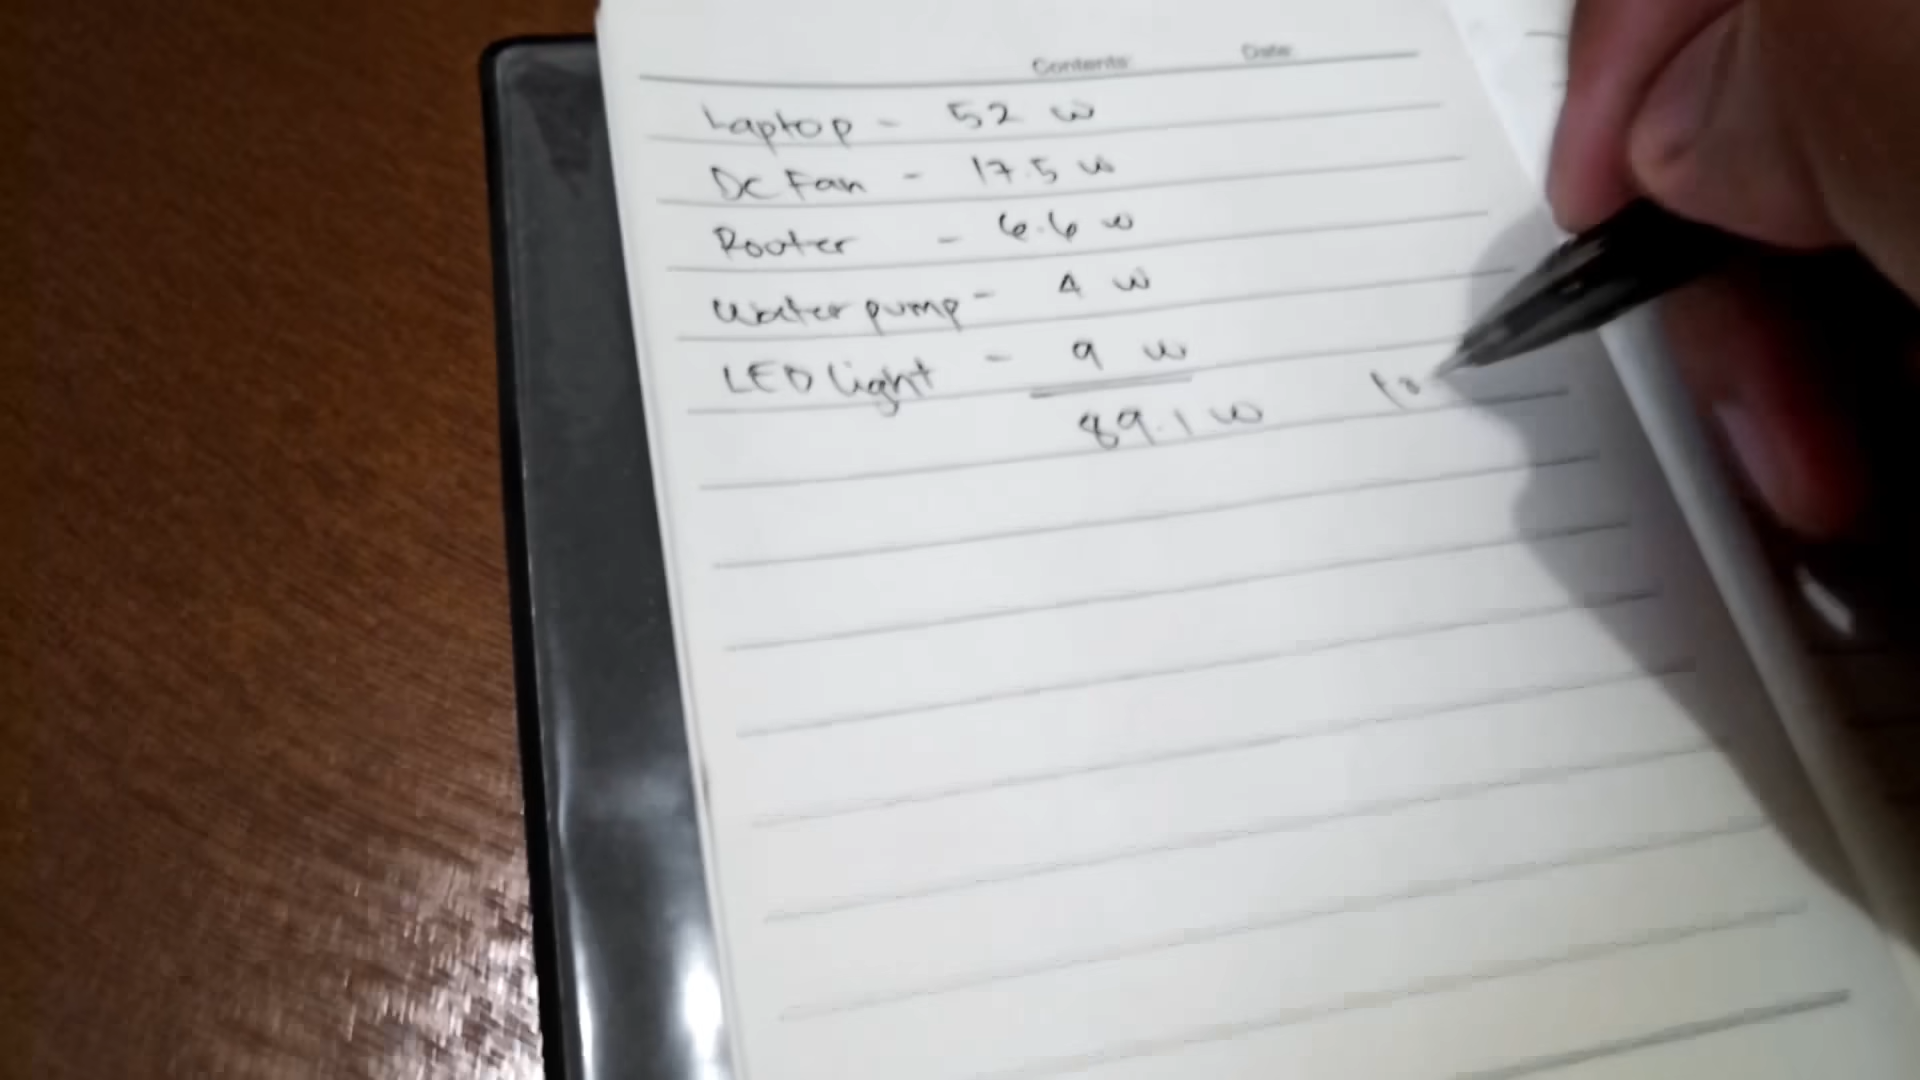 Contents: Date:
Laptop - 52 w
DC Fan - 17.5 w
Router - 6.6 w
Water pump - 4 w
LED light - 9 w
89.1 w to